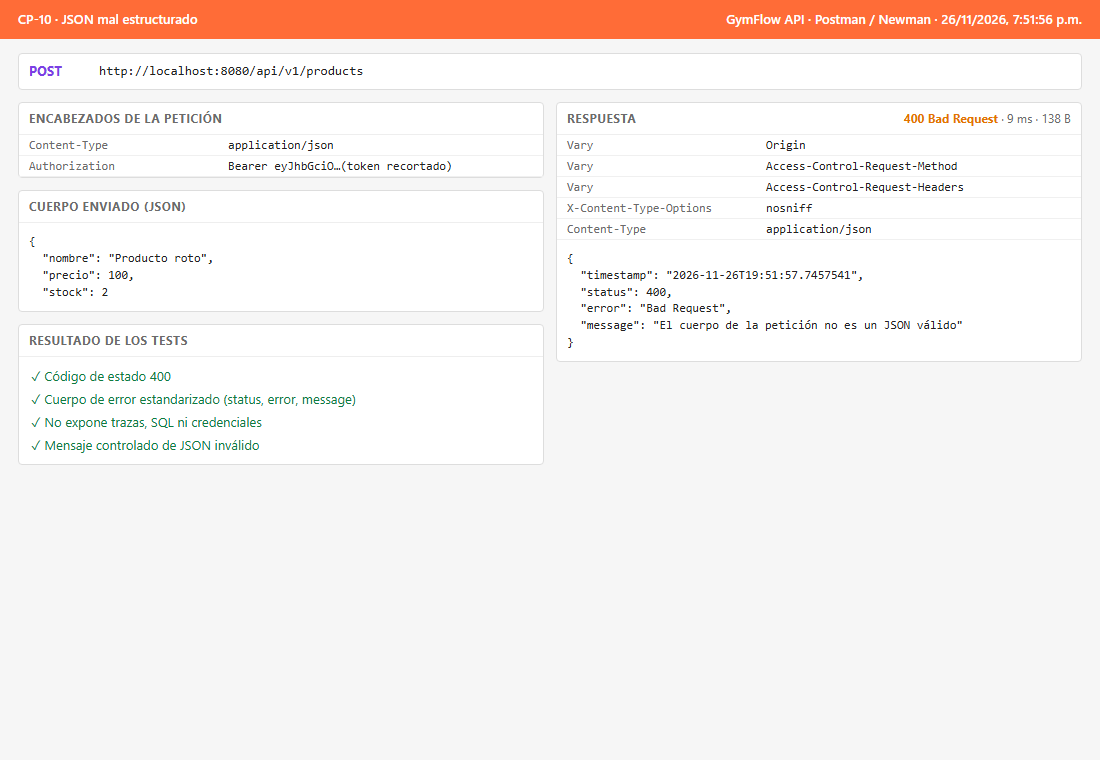 CP-10 · JSON mal estructurado
GymFlow API · Postman / Newman · 26/11/2026, 7:51:56 p.m.
POST http://localhost:8080/api/v1/products
ENCABEZADOS DE LA PETICIÓN
Content-Type application/json
Authorization Bearer eyJhbGciO…(token recortado)
CUERPO ENVIADO (JSON)
{
  "nombre": "Producto roto",
  "precio": 100,
  "stock": 2
RESULTADO DE LOS TESTS
✓ Código de estado 400
✓ Cuerpo de error estandarizado (status, error, message)
✓ No expone trazas, SQL ni credenciales
✓ Mensaje controlado de JSON inválido
RESPUESTA 400 Bad Request · 9 ms · 138 B
Vary Origin
Vary Access-Control-Request-Method
Vary Access-Control-Request-Headers
X-Content-Type-Options nosniff
Content-Type application/json
{
  "timestamp": "2026-11-26T19:51:57.7457541",
  "status": 400,
  "error": "Bad Request",
  "message": "El cuerpo de la petición no es un JSON válido"
}